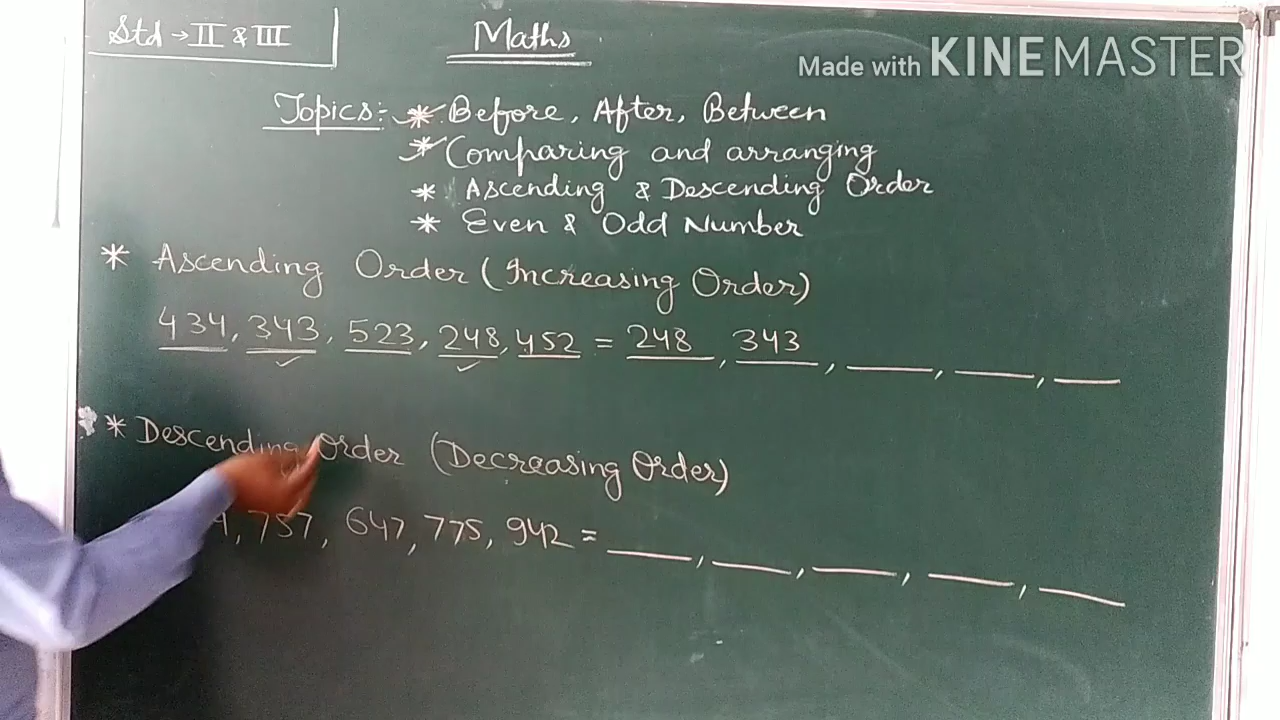 Std → II & III
Maths
Made with KINEMASTER
Topics:- * Before, After, Between
* Comparing and arranging
* Ascending & Descending Order
* Even & Odd Number
* Ascending Order (Increasing Order)
434, 343, 523, 248, 452 = 248, 343, ___, ___, ___
* Descending Order (Decreasing Order)
, 757, 647, 775, 942 = ___, ___, ___, ___, ___